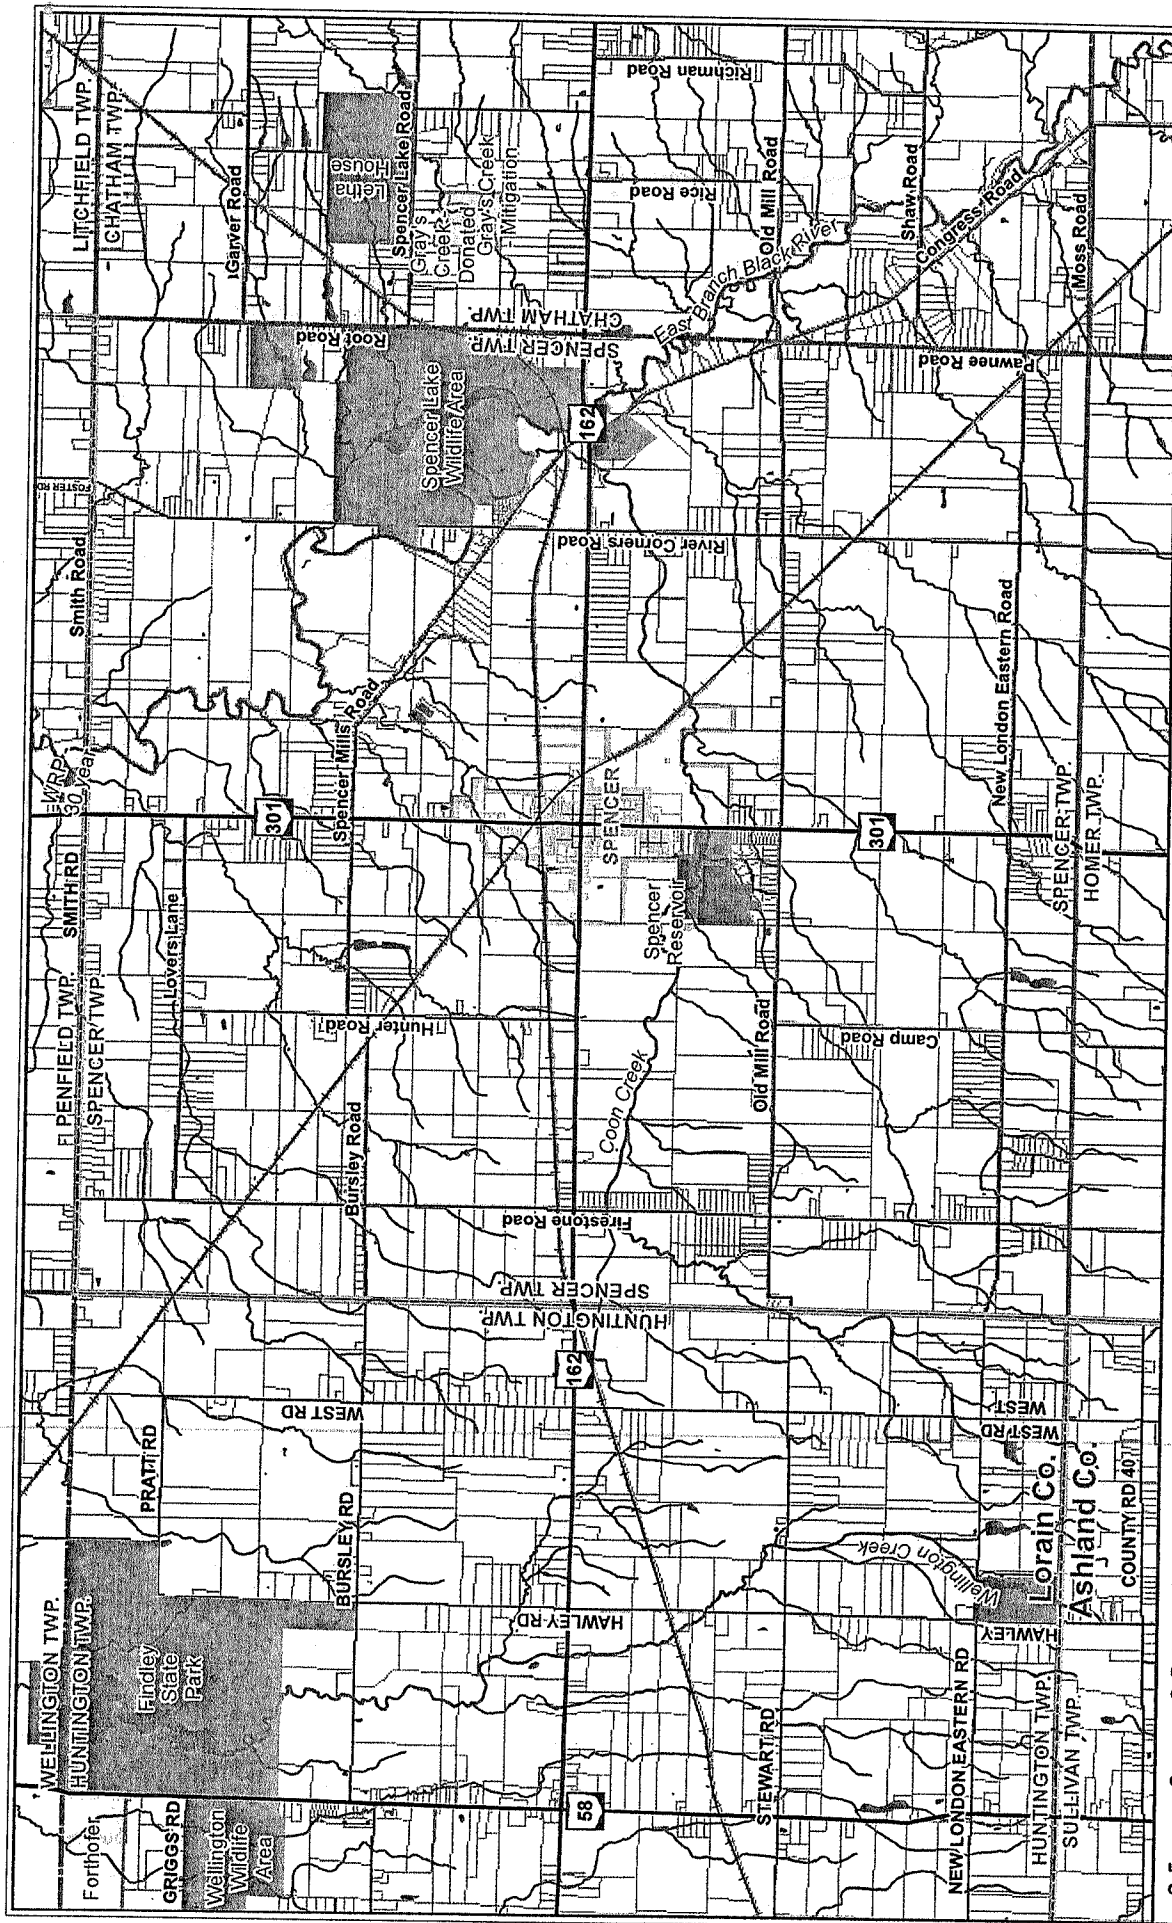 LITCHFIELD TWP.
CHATHAM TWP.
Garver Road
Letha
House
Spencer Lake Road
Gray's
Creek-
Donated
Gray's Creek
- Mitigation
Richman Road
Rice Road
Old Mill Road
Shaw Road
Congress Road
Moss Road
East Branch Black River
CHATHAM TWP.
SPENCER TWP.
Root Road
Pawnee Road
Spencer Lake
Wildlife Area
162
FOSTER RD
Smith Road
River Corners Road
New London Eastern Road
WRP
30 Year
301
Spencer Mills Road
SPENCER
301
SPENCER TWP.
HOMER TWP.
SMITH RD
Lovers Lane
Spencer
Reservoir
PENFIELD TWP.
SPENCER TWP.
Hunter Road
Bursley Road
Coon Creek
Old Mill Road
Camp Road
Firestone Road
SPENCER TWP.
HUNTINGTON TWP.
162
WEST RD
WEST
WEST RD
PRATT RD
BURSLEY RD
Wellington Creek
Lorain Co.
Ashland Co.
COUNTY RD 40
HAWLEY RD
HAWLEY
WELLINGTON TWP.
HUNTINGTON TWP.
Findley
State
Park
58
STEWART RD
NEW LONDON EASTERN RD
HUNTINGTON TWP.
SULLIVAN TWP.
Forthofer
GRIGGS RD
Wellington
Wildlife
Area